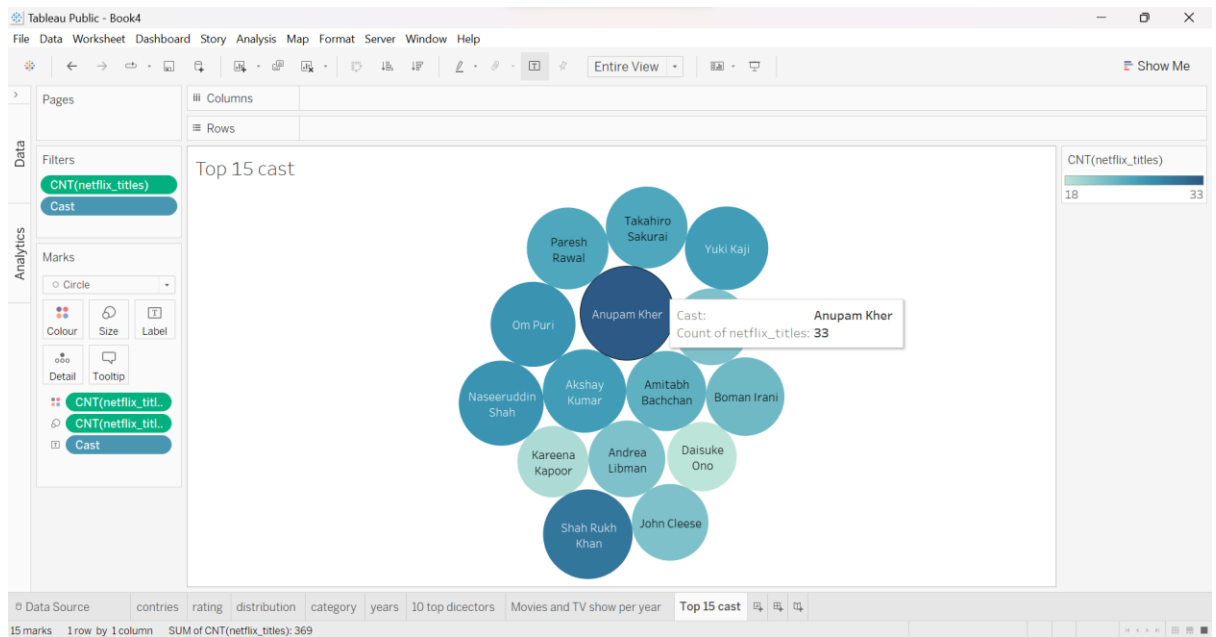 Tableau Public - Book4
File Data Worksheet Dashboard Story Analysis Map Format Server Window Help
Entire View
Show Me
Pages
Columns
Rows
Data
Analytics
Filters
CNT(netflix_titles)
Cast
Marks
Circle
Colour Size Label
Detail Tooltip
CNT(netflix_titl..
CNT(netflix_titl..
Cast
Top 15 cast
Takahiro
Sakurai
Paresh
Rawal
Yuki Kaji
Anupam Kher
Om Puri
Cast: Anupam Kher
Count of netflix_titles: 33
Akshay
Kumar
Amitabh
Bachchan
Boman Irani
Naseeruddin
Shah
Kareena
Kapoor
Andrea
Libman
Daisuke
Ono
Shah Rukh
Khan
John Cleese
CNT(netflix_titles)
18 33
Data Source contries rating distribution category years 10 top dicectors Movies and TV show per year Top 15 cast
15 marks 1 row by 1 column SUM of CNT(netflix_titles): 369